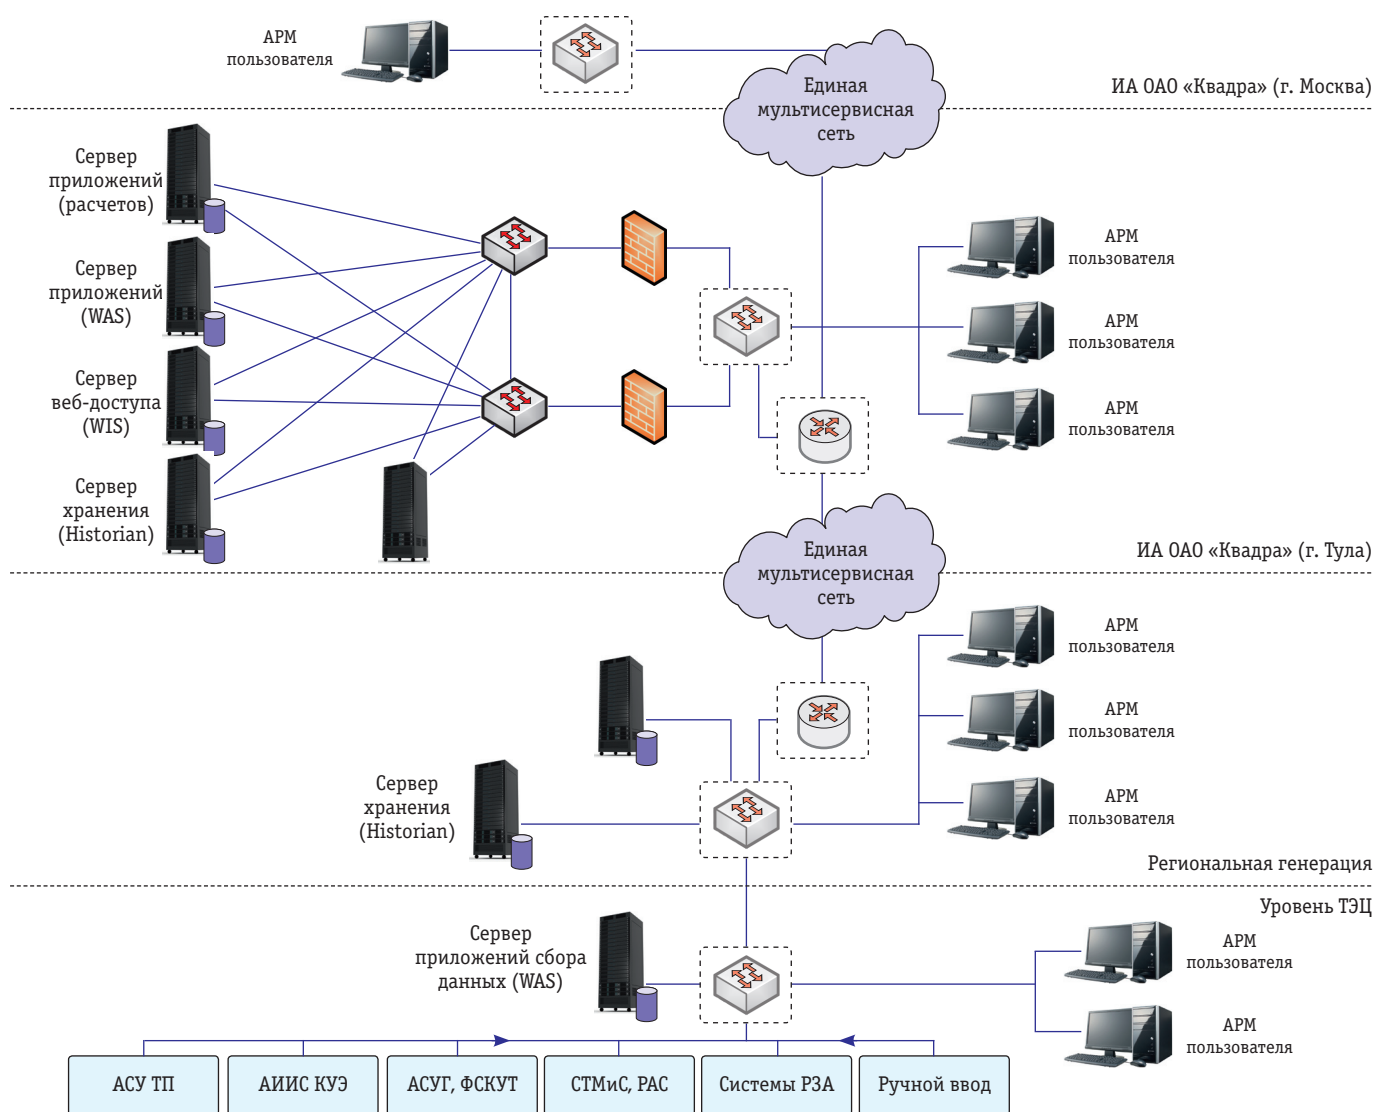 АРМ
пользователя
Единая
мультисервисная
сеть
ИА ОАО «Квадра» (г. Москва)
Сервер
приложений
(расчетов)
Сервер
приложений
(WAS)
Сервер
веб-доступа
(WIS)
Сервер
хранения
(Historian)
АРМ
пользователя
АРМ
пользователя
АРМ
пользователя
Единая
мультисервисная
сеть
ИА ОАО «Квадра» (г. Тула)
АРМ
пользователя
АРМ
пользователя
АРМ
пользователя
Сервер
хранения
(Historian)
Региональная генерация
Уровень ТЭЦ
Сервер
приложений сбора
данных (WAS)
АРМ
пользователя
АРМ
пользователя
АСУ ТП
АИИС КУЭ
АСУГ, ФСКУТ
СТМиС, РАС
Системы РЗА
Ручной ввод